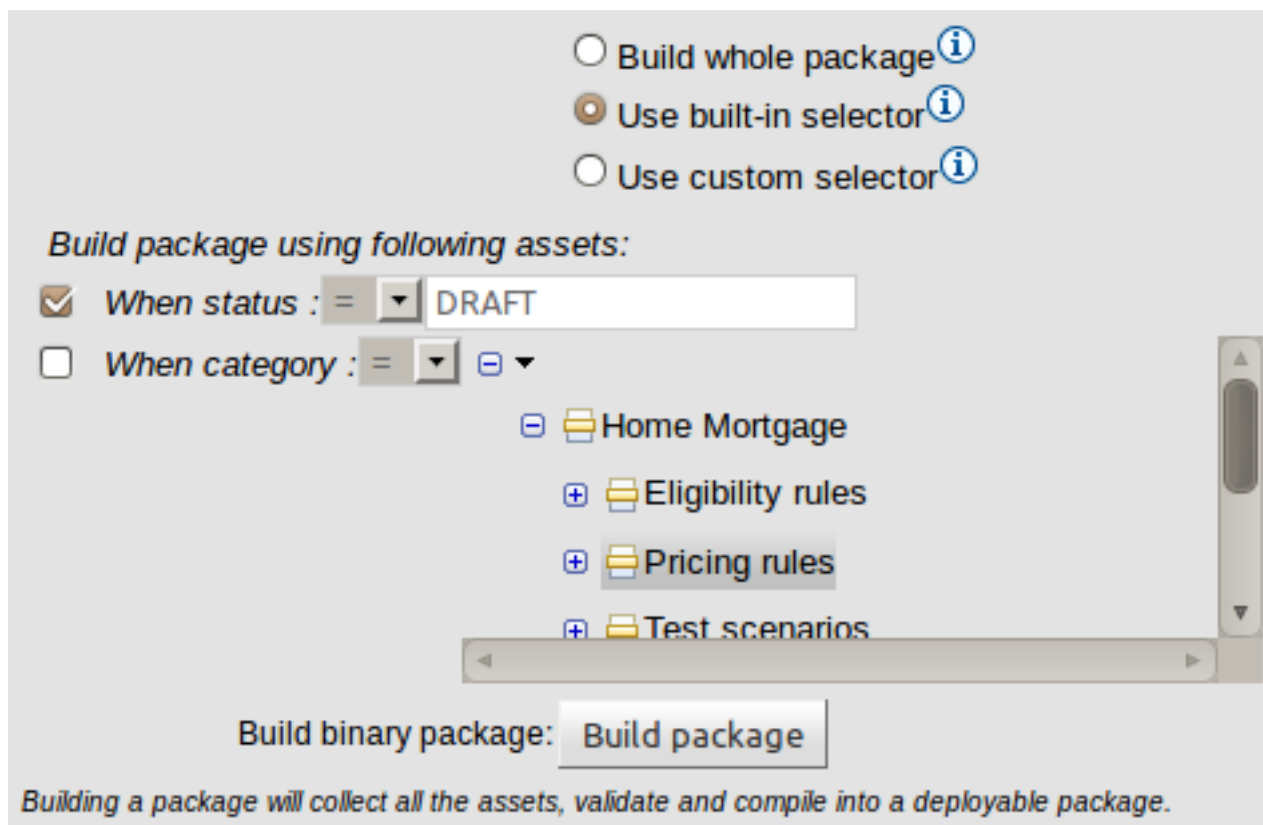 Build whole package
Use built-in selector
Use custom selector
Build package using following assets:
When status : = DRAFT
When category : =
Home Mortgage
Eligibility rules
Pricing rules
Test scenarios
Build binary package: Build package
Building a package will collect all the assets, validate and compile into a deployable package.